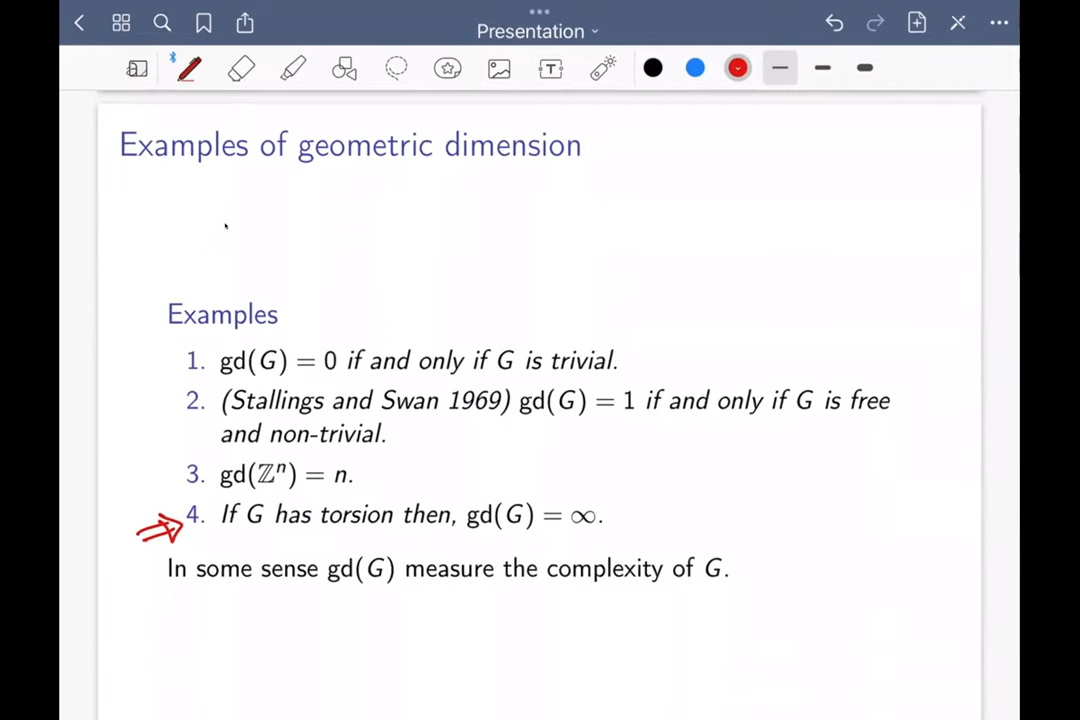 Presentation
Examples of geometric dimension
Examples
1. gd(G) = 0 if and only if G is trivial.
2. (Stallings and Swan 1969) gd(G) = 1 if and only if G is free
and non-trivial.
3. gd(ℤⁿ) = n.
4. If G has torsion then, gd(G) = ∞.
In some sense gd(G) measure the complexity of G.